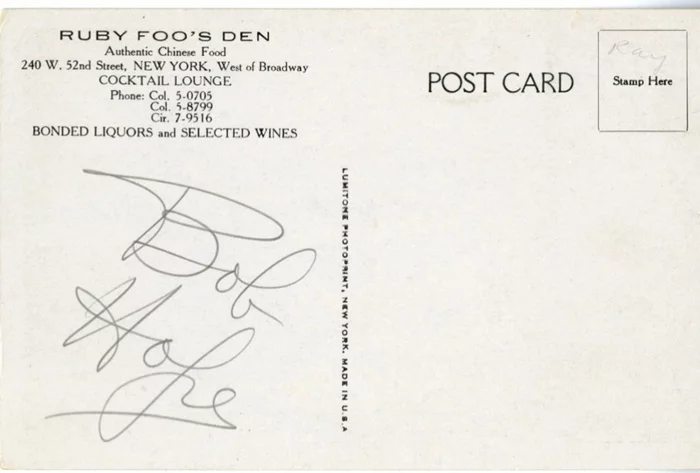 RUBY FOO'S DEN
Authentic Chinese Food
240 W. 52nd Street, NEW YORK, West of Broadway
COCKTAIL LOUNGE
Phone: Col. 5-0705
Col. 5-8799
Cir. 7-9516
BONDED LIQUORS and SELECTED WINES
POST CARD
Ray
Stamp Here
Bob
Hope
LUMITONE PHOTOPRINT, NEW YORK. MADE IN U.S.A